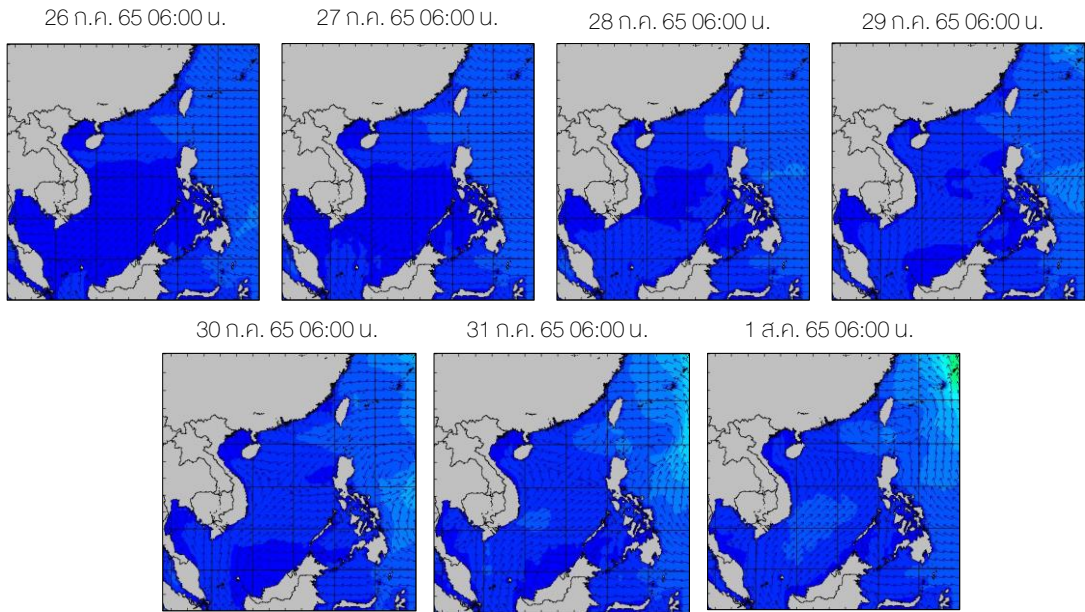 26 ก.ค. 65 06:00 น.
27 ก.ค. 65 06:00 น.
28 ก.ค. 65 06:00 น.
29 ก.ค. 65 06:00 น.
30 ก.ค. 65 06:00 น.
31 ก.ค. 65 06:00 น.
1 ส.ค. 65 06:00 น.